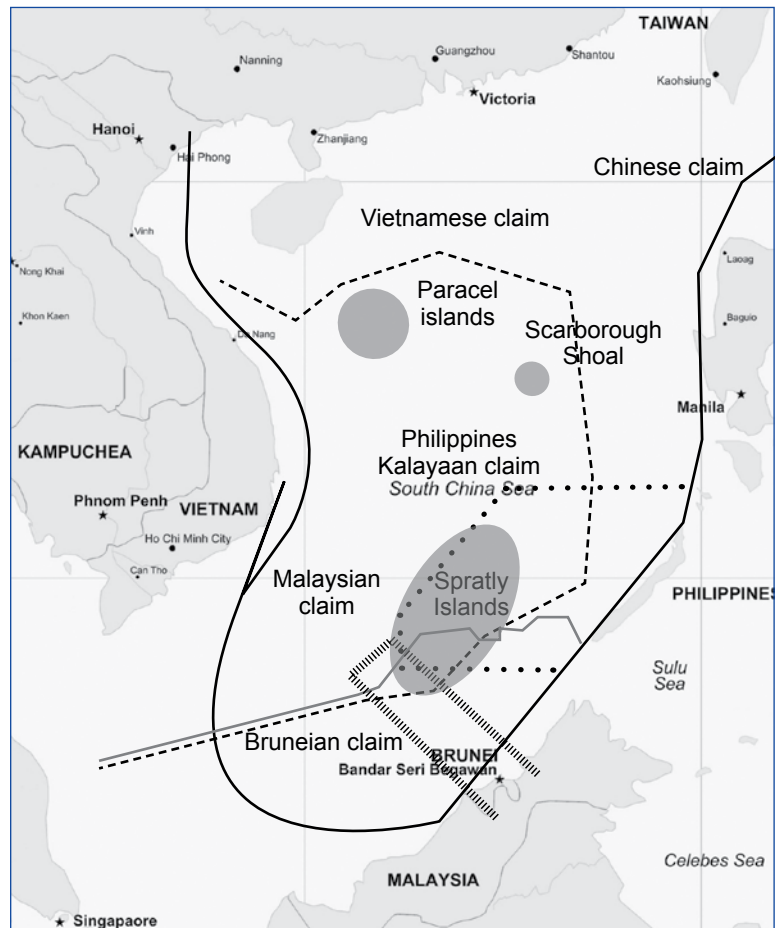 TAIWAN
Guangzhou
Shantou
Nanning
Kaohsiung
Victoria
Hanoi
Zhanjiang
Hai Phong
Chinese claim
Vietnamese claim
Vinh
Laoag
Nong Khai
Paracel
islands
Khon Kaen
Baguio
Scarborough
Shoal
Da Nang
Manila
Philippines
Kalayaan claim
South China Sea
KAMPUCHEA
Phnom Penh
VIETNAM
Ho Chi Minh City
Can Tho
Malaysian
claim
Spratly
Islands
PHILIPPINES
Sulu
Sea
Bruneian claim
BRUNEI
Bandar Seri Begawan
Celebes Sea
MALAYSIA
Singapaore